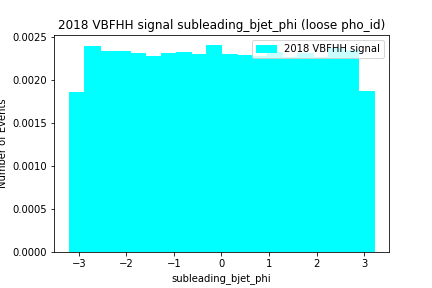 2018 VBFHH signal subleading_bjet_phi (loose pho_id)
2018 VBFHH signal
Number of Events
0.0025
0.0020
0.0015
0.0010
0.0005
0.0000
−3 −2 −1 0 1 2 3
subleading_bjet_phi